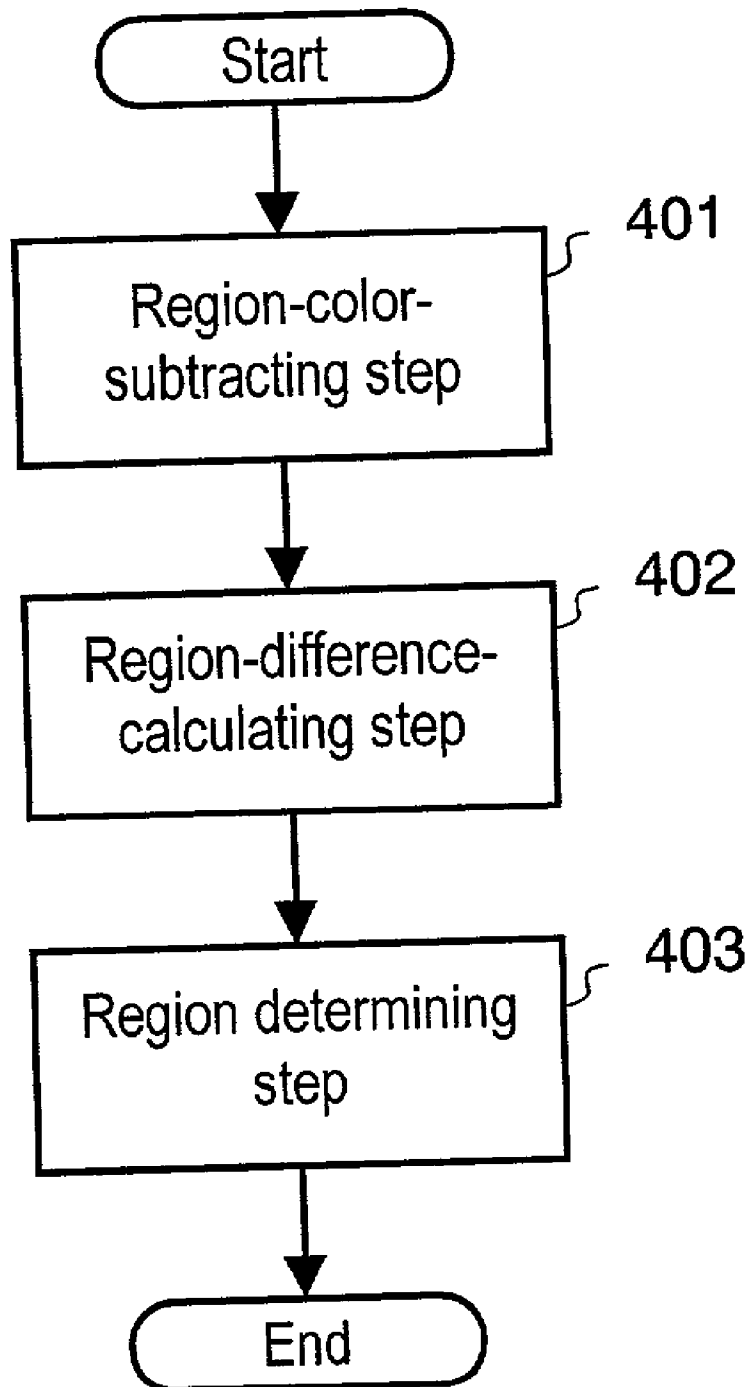 Start
401
Region-color-
subtracting step
402
Region-difference-
calculating step
403
Region determining
step
End